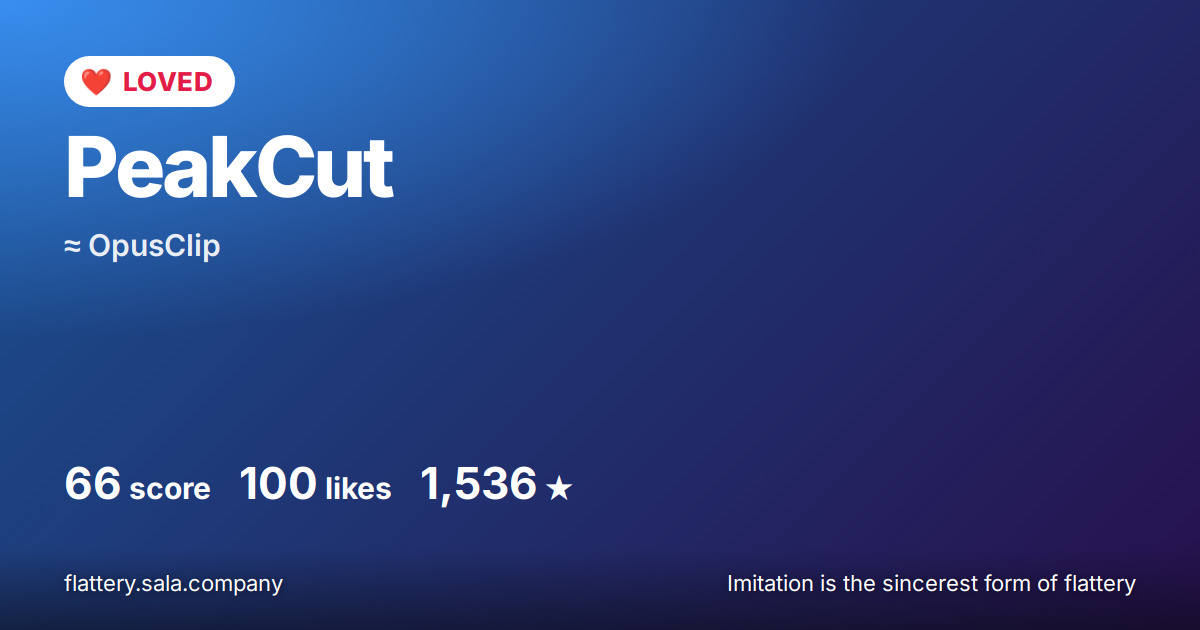 ❤️ LOVED
PeakCut
≈ OpusClip
66 score 100 likes 1,536 ★
flattery.sala.company
Imitation is the sincerest form of flattery